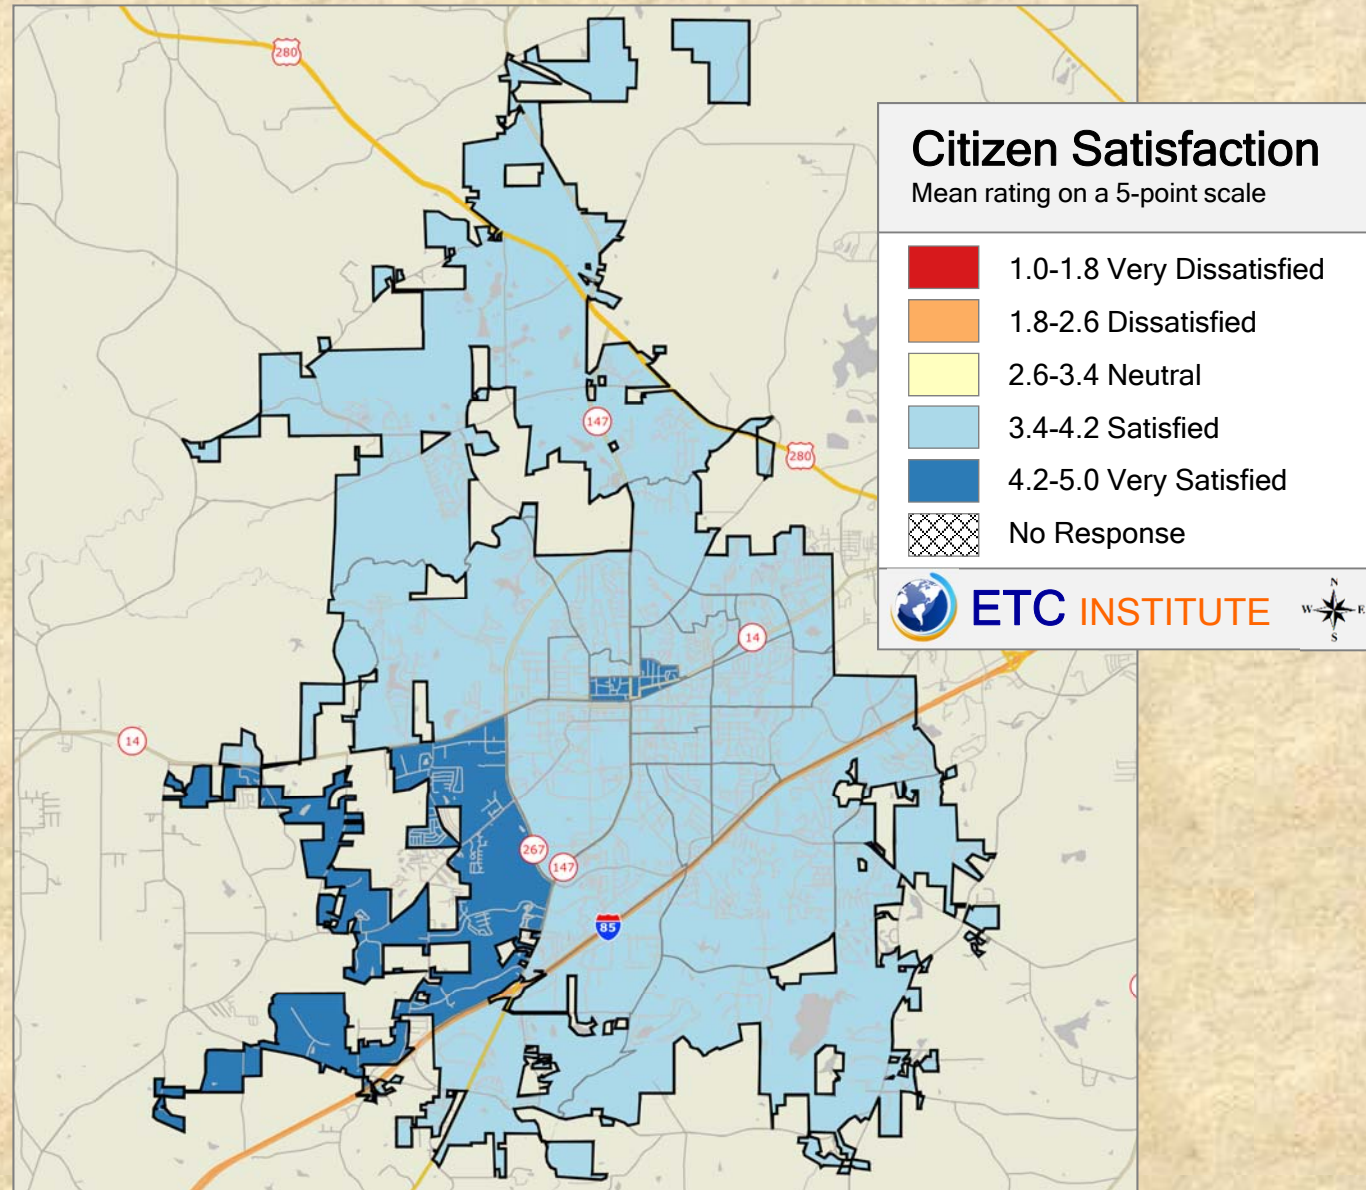 280
Citizen Satisfaction
Mean rating on a 5-point scale
1.0-1.8 Very Dissatisfied
1.8-2.6 Dissatisfied
2.6-3.4 Neutral
3.4-4.2 Satisfied
4.2-5.0 Very Satisfied
No Response
ETC INSTITUTE
N
W E
S
147
280
14
14
267
147
85